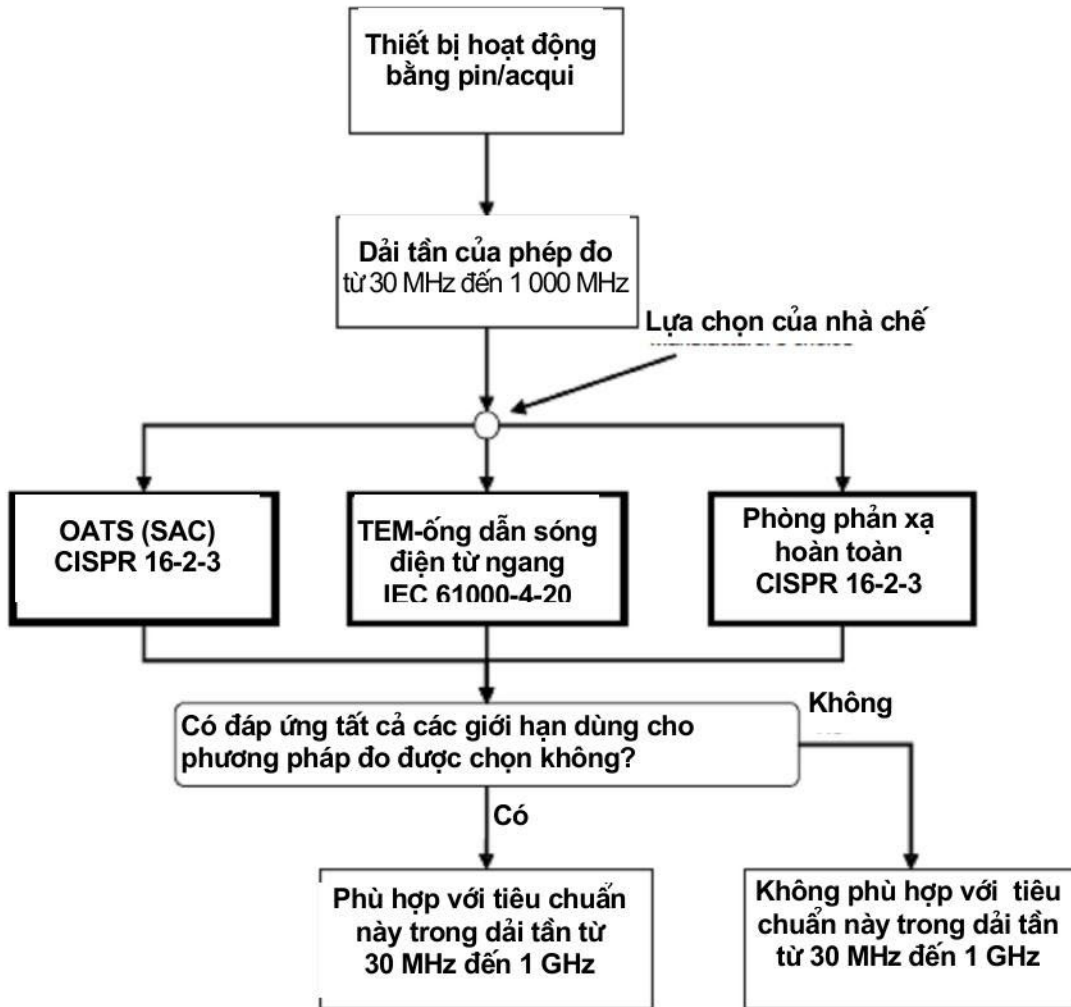 Thiết bị hoạt động
bằng pin/acqui
Dải tần của phép đo
từ 30 MHz đến 1 000 MHz
Lựa chọn của nhà chế
OATS (SAC)
CISPR 16-2-3
TEM-ống dẫn sóng
điện từ ngang
IEC 61000-4-20
Phòng phản xạ
hoàn toàn
CISPR 16-2-3
Không
Có đáp ứng tất cả các giới hạn dùng cho
phương pháp đo được chọn không?
Có
Phù hợp với tiêu chuẩn
này trong dải tần từ
30 MHz đến 1 GHz
Không phù hợp với tiêu
chuẩn này trong dải tần
từ 30 MHz đến 1 GHz